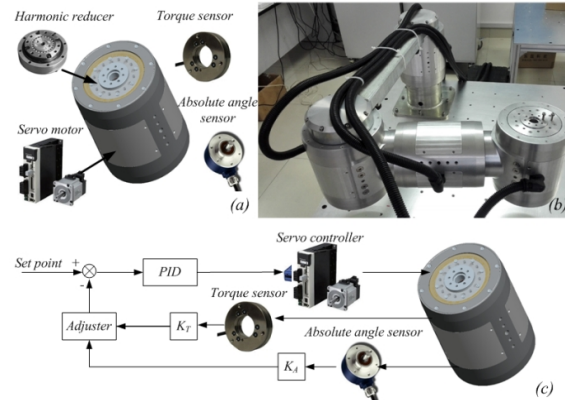 Harmonic reducer
Torque sensor
Absolute angle
sensor
Servo motor
(a)
(b)
Servo controller
Set point
+
-
PID
Torque sensor
Adjuster
K_T
Absolute angle sensor
K_A
(c)